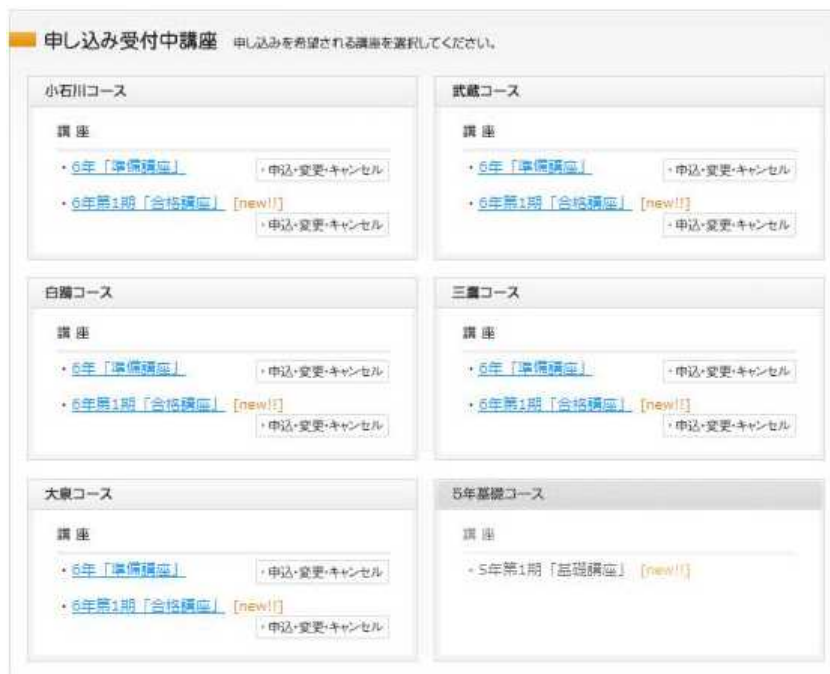 申し込み受付中講座 申し込みを希望される講座を選択してください。
小石川コース
講座
・6年「準備講座」 ・申込・変更・キャンセル
・6年第1期「合格講座」 [new!!]
・申込・変更・キャンセル
武蔵コース
講座
・6年「準備講座」 ・申込・変更・キャンセル
・6年第1期「合格講座」 [new!!]
・申込・変更・キャンセル
白鴎コース
講座
・6年「準備講座」 ・申込・変更・キャンセル
・6年第1期「合格講座」 [new!!]
・申込・変更・キャンセル
三鷹コース
講座
・6年「準備講座」 ・申込・変更・キャンセル
・6年第1期「合格講座」 [new!!]
・申込・変更・キャンセル
大泉コース
講座
・6年「準備講座」 ・申込・変更・キャンセル
・6年第1期「合格講座」 [new!!]
・申込・変更・キャンセル
5年基礎コース
講座
・5年第1期「基礎講座」 [new!!]